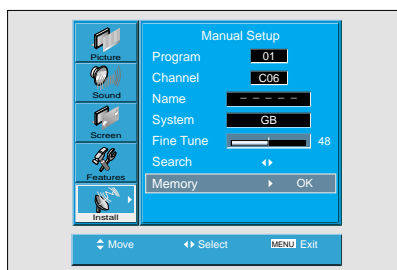 Manual Setup
Picture
Program 01
Channel C06
Sound
Name - - - - -
System GB
Screen
Fine Tune 48
Search
Features
Memory OK
Install
Move Select MENU Exit